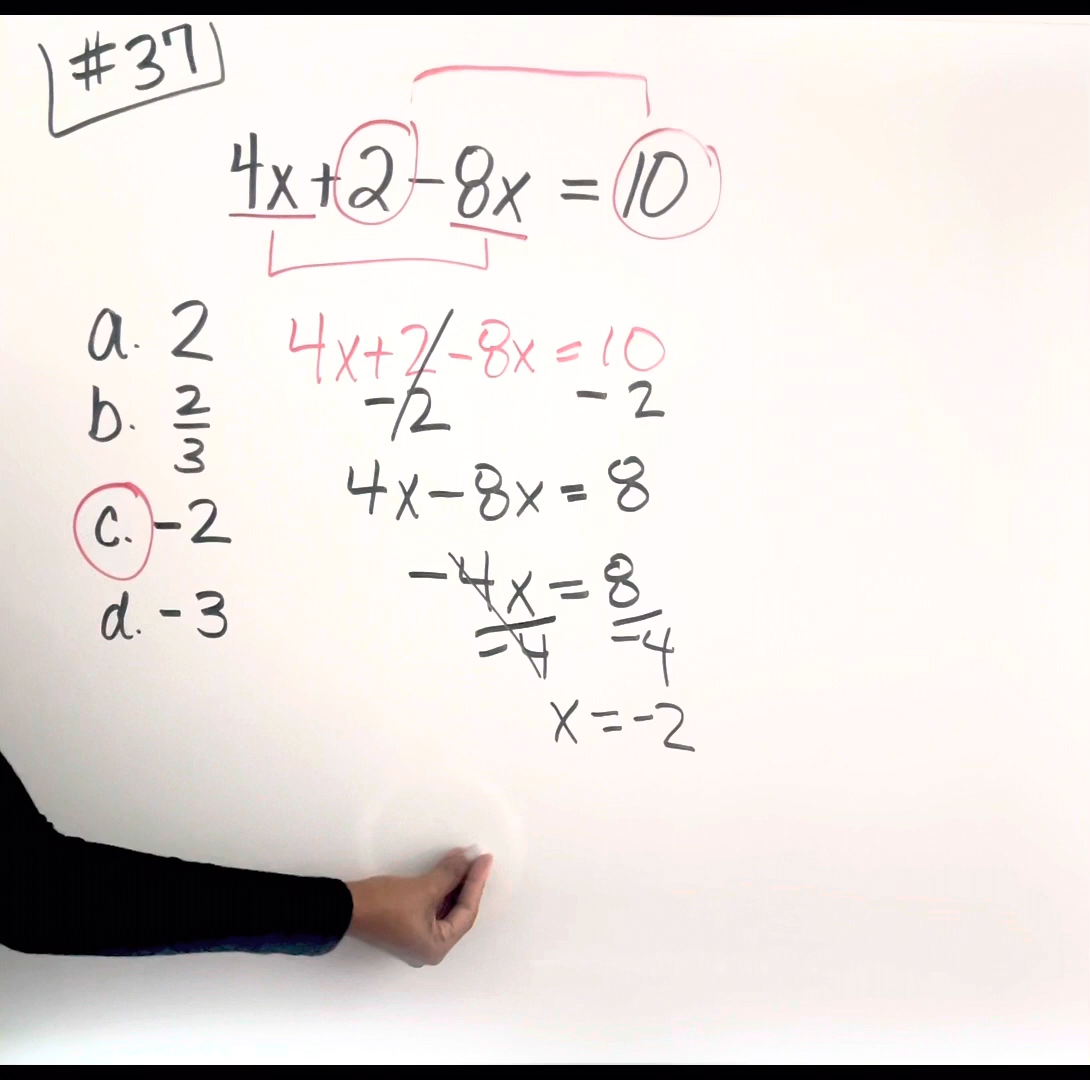 #37
4x+2-8x = 10
a. 2
b. 2/3
c. -2
d. -3
4x+2-8x=10
-2 -2
4x-8x=8
-4x=8
-4 -4
x=-2